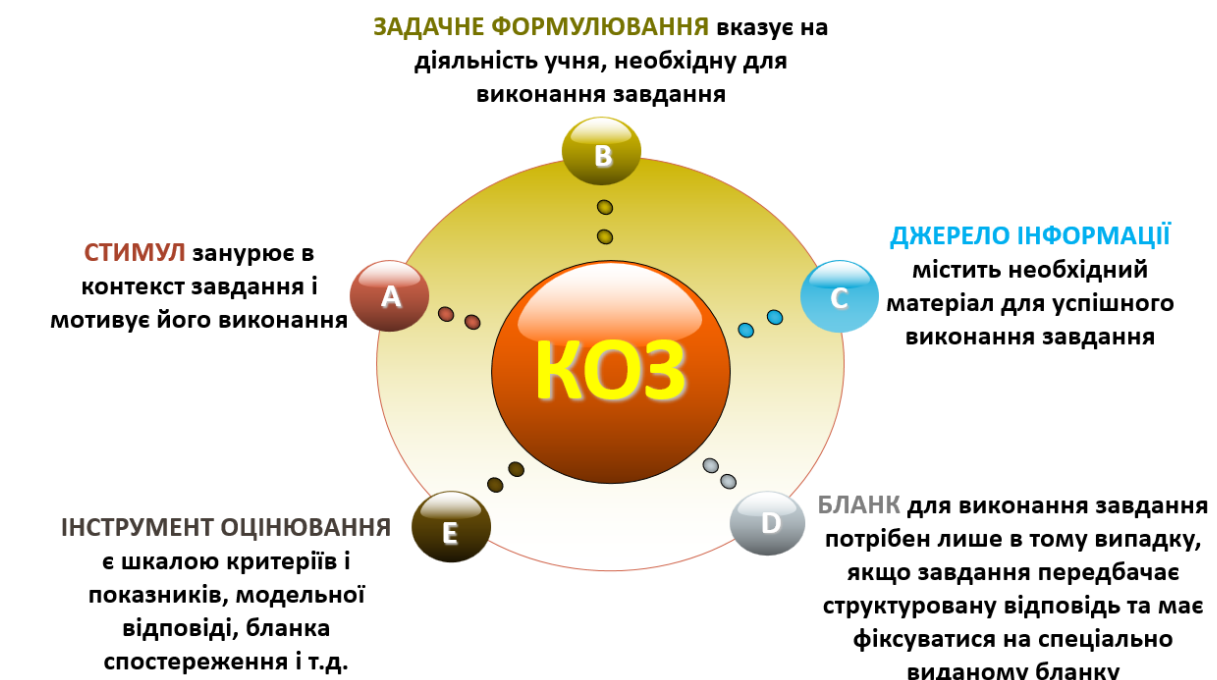 ЗАДАЧНЕ ФОРМУЛЮВАННЯ вказує на
діяльність учня, необхідну для
виконання завдання
B
СТИМУЛ занурює в
контекст завдання і
мотивує його виконання
A
КОЗ
C
ДЖЕРЕЛО ІНФОРМАЦІЇ
містить необхідний
матеріал для успішного
виконання завдання
ІНСТРУМЕНТ ОЦІНЮВАННЯ
є шкалою критеріїв і
показників, модельної
відповіді, бланка
спостереження і т.д.
E
D
БЛАНК для виконання завдання
потрібен лише в тому випадку,
якщо завдання передбачає
структуровану відповідь та має
фіксуватися на спеціально
виданому бланку